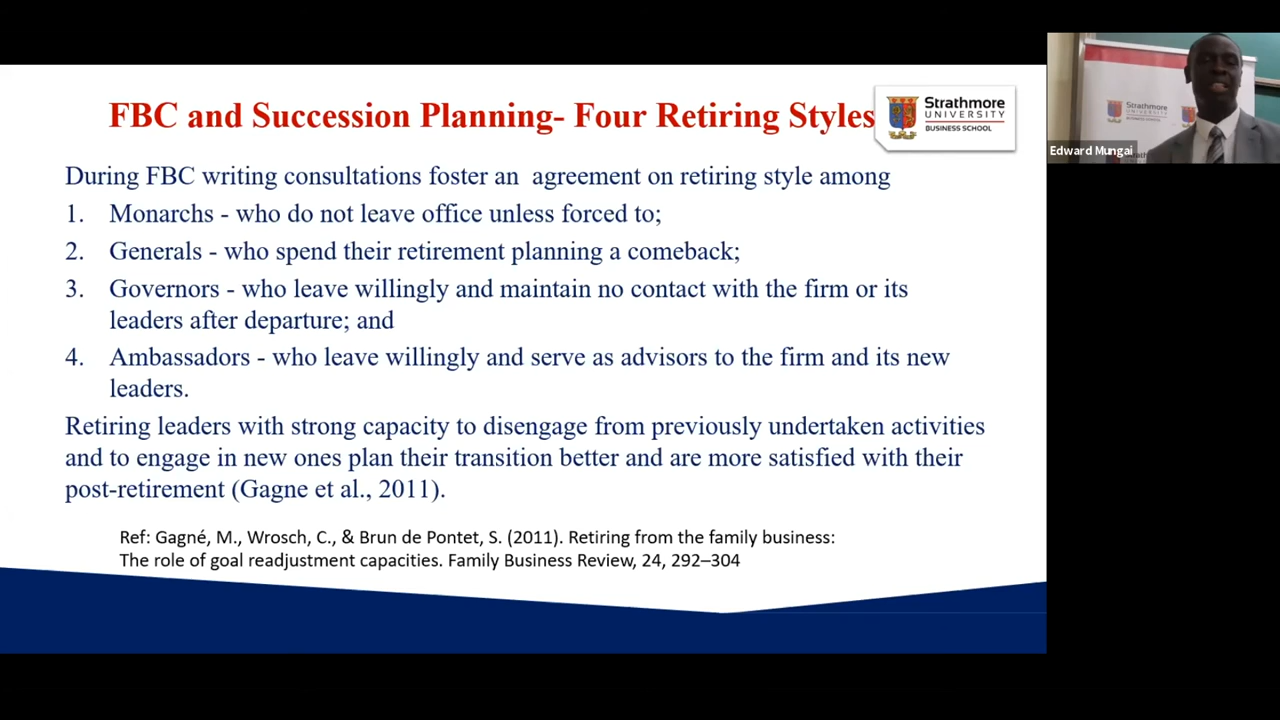 FBC and Succession Planning- Four Retiring Styles
Strathmore
UNIVERSITY
BUSINESS SCHOOL
During FBC writing consultations foster an agreement on retiring style among
1. Monarchs - who do not leave office unless forced to;
2. Generals - who spend their retirement planning a comeback;
3. Governors - who leave willingly and maintain no contact with the firm or its
leaders after departure; and
4. Ambassadors - who leave willingly and serve as advisors to the firm and its new
leaders.
Retiring leaders with strong capacity to disengage from previously undertaken activities
and to engage in new ones plan their transition better and are more satisfied with their
post-retirement (Gagne et al., 2011).
Ref: Gagné, M., Wrosch, C., & Brun de Pontet, S. (2011). Retiring from the family business:
The role of goal readjustment capacities. Family Business Review, 24, 292–304
Strathmore
UNIVERSITY
Edward Mungai